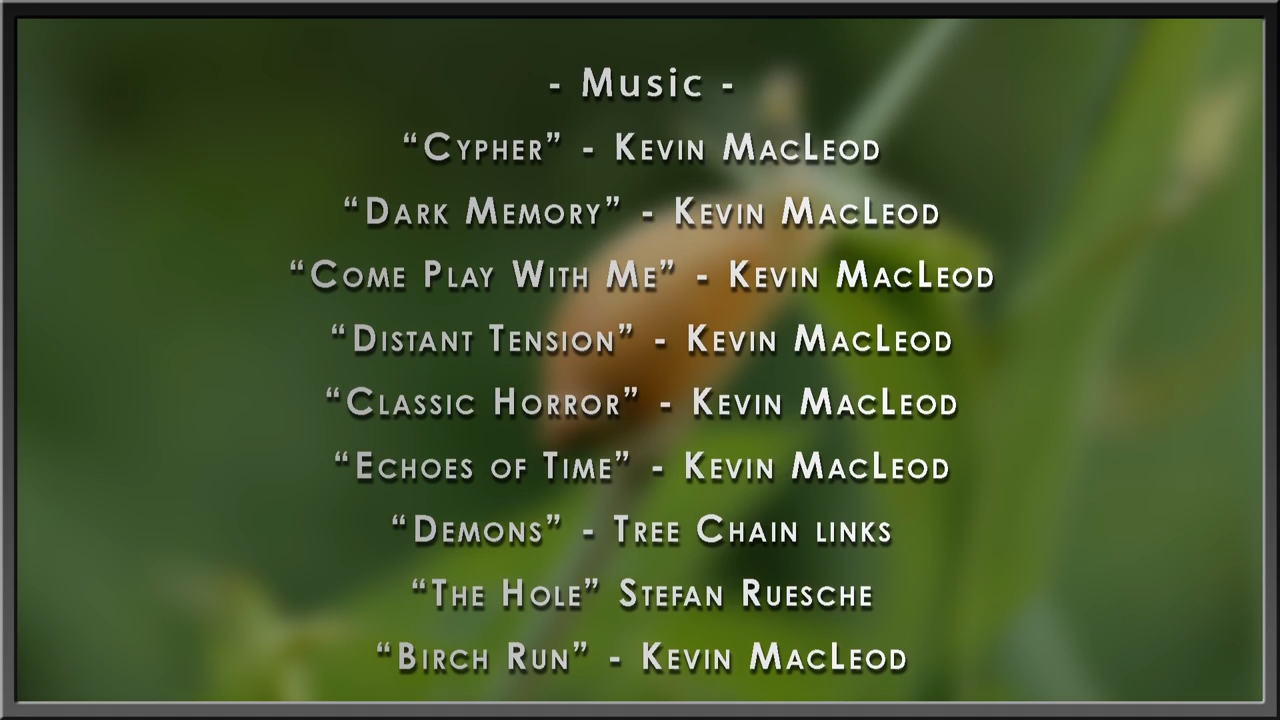 - Music -
“Cypher” - Kevin MacLeod
“Dark Memory” - Kevin MacLeod
“Come Play With Me” - Kevin MacLeod
“Distant Tension” - Kevin MacLeod
“Classic Horror” - Kevin MacLeod
“Echoes of Time” - Kevin MacLeod
“Demons” - Tree Chain links
“The Hole” Stefan Ruesche
“Birch Run” - Kevin MacLeod